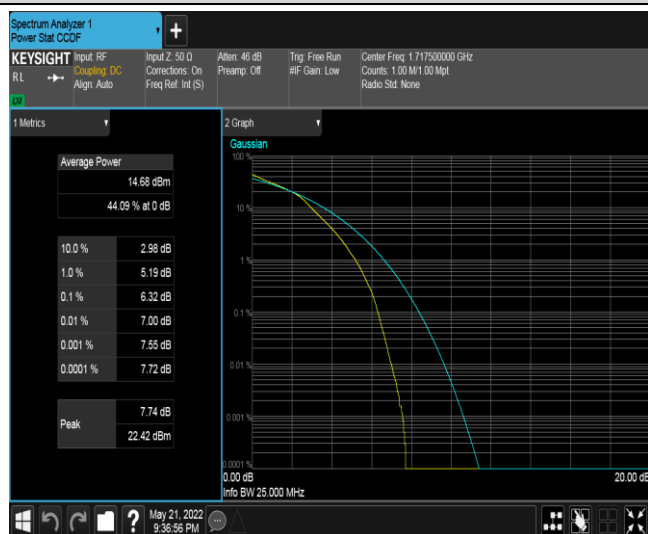 Spectrum Analyzer 1
Power Stat CCDF
+
KEYSIGHT
RL
LXI
Input: RF
Coupling: DC
Align: Auto
Input Z: 50 Ω
Corrections: On
Freq Ref: Int (S)
Atten: 46 dB
Preamp: Off
Trig: Free Run
#IF Gain: Low
Center Freq: 1.717500000 GHz
Counts: 1.00 M/1.00 Mpt
Radio Std: None
1 Metrics
Average Power
14.68 dBm
44.09 % at 0 dB
10.0 % 2.98 dB
1.0 % 5.19 dB
0.1 % 6.32 dB
0.01 % 7.00 dB
0.001 % 7.55 dB
0.0001 % 7.72 dB
Peak
7.74 dB
22.42 dBm
2 Graph
Gaussian
100 %
10 %
1 %
0.1 %
0.01 %
0.001 %
0.0001 %
0.00 dB
20.00 dB
Info BW 25.000 MHz
?
May 21, 2022
9:36:56 PM